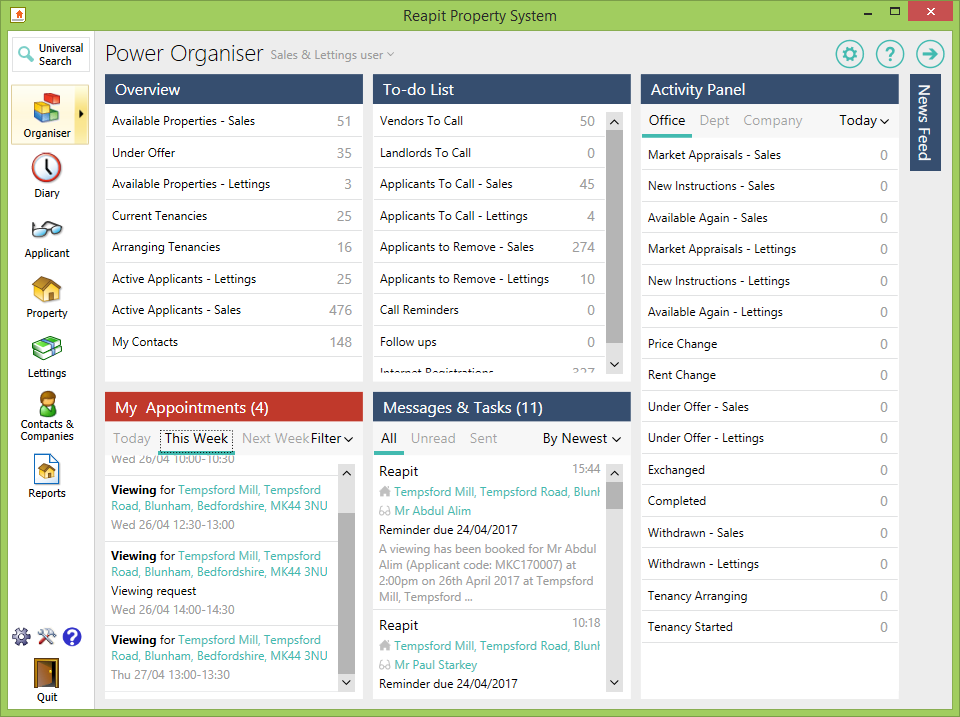 Reapit Property System
Universal
Search
Organiser
Diary
Applicant
Property
Lettings
Contacts &
Companies
Reports
Quit
Power Organiser
Sales & Lettings user
Overview
Available Properties - Sales 51
Under Offer 35
Available Properties - Lettings 3
Current Tenancies 25
Arranging Tenancies 16
Active Applicants - Lettings 25
Active Applicants - Sales 476
My Contacts 148
To-do List
Vendors To Call 50
Landlords To Call 0
Applicants To Call - Sales 45
Applicants To Call - Lettings 4
Applicants to Remove - Sales 274
Applicants to Remove - Lettings 10
Call Reminders 0
Follow ups 0
Internet Registrations 327
Activity Panel
Office Dept Company Today
Market Appraisals - Sales 0
New Instructions - Sales 0
Available Again - Sales 0
Market Appraisals - Lettings 0
New Instructions - Lettings 0
Available Again - Lettings 0
Price Change 0
Rent Change 0
Under Offer - Sales 0
Under Offer - Lettings 0
Exchanged 0
Completed 0
Withdrawn - Sales 0
Withdrawn - Lettings 0
Tenancy Arranging 0
Tenancy Started 0
News Feed
My Appointments (4)
Today This Week Next Week Filter
Wed 26/04 10:00-10:30
Viewing for Tempsford Mill, Tempsford
Road, Blunham, Bedfordshire, MK44 3NU
Wed 26/04 12:30-13:00
Viewing for Tempsford Mill, Tempsford
Road, Blunham, Bedfordshire, MK44 3NU
Viewing request
Wed 26/04 14:00-14:30
Viewing for Tempsford Mill, Tempsford
Road, Blunham, Bedfordshire, MK44 3NU
Thu 27/04 13:00-13:30
Messages & Tasks (11)
All Unread Sent By Newest
Reapit 15:44
Tempsford Mill, Tempsford Road, Blunh
Mr Abdul Alim
Reminder due 24/04/2017
A viewing has been booked for Mr Abdul
Alim (Applicant code: MKC170007) at
2:00pm on 26th April 2017 at Tempsford
Mill, Tempsford ...
Reapit 10:18
Tempsford Mill, Tempsford Road, Blunh
Mr Paul Starkey
Reminder due 24/04/2017